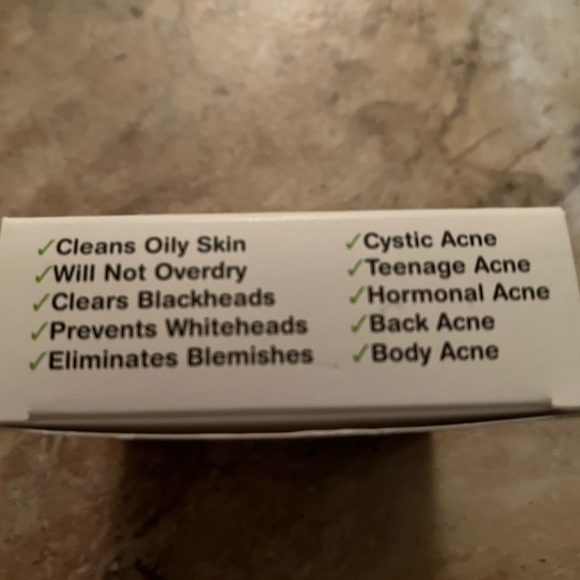 ✓Cleans Oily Skin
✓Will Not Overdry
✓Clears Blackheads
✓Prevents Whiteheads
✓Eliminates Blemishes
✓Cystic Acne
✓Teenage Acne
✓Hormonal Acne
✓Back Acne
✓Body Acne